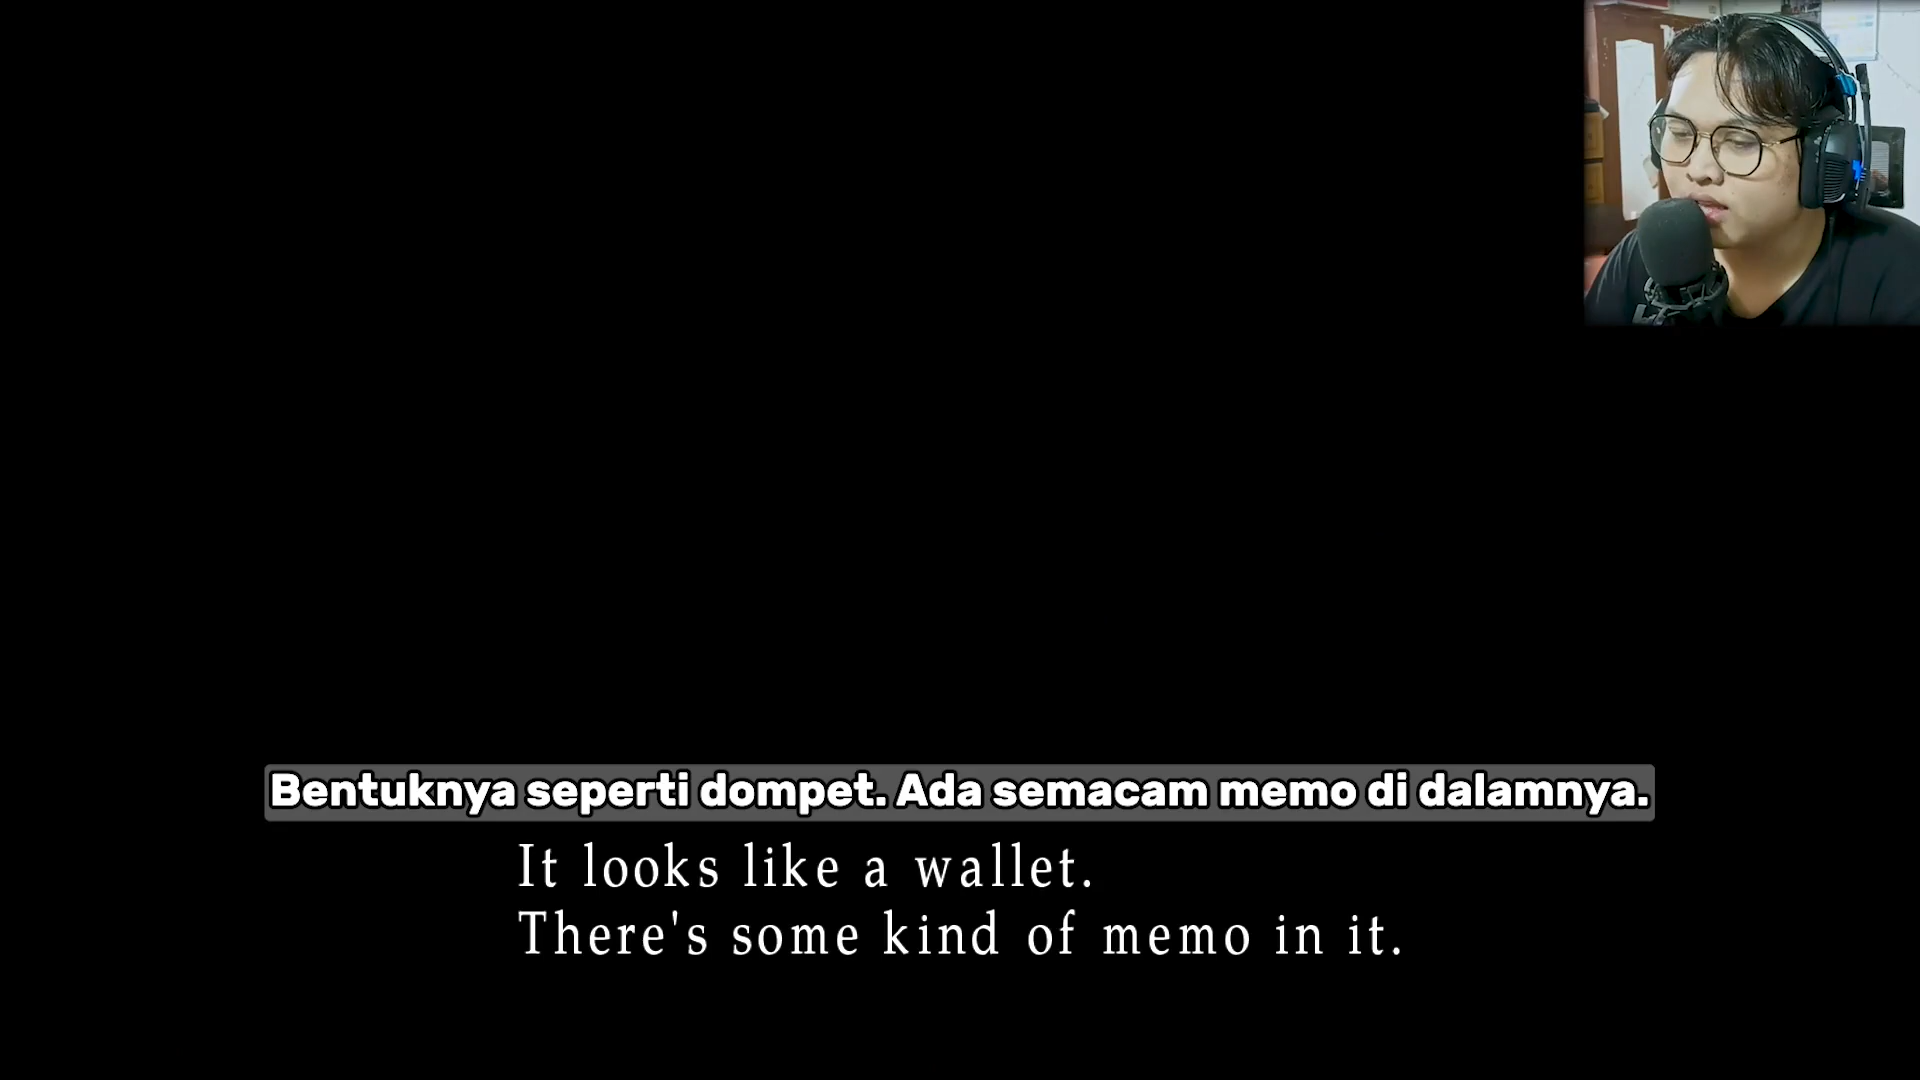 Bentuknya seperti dompet. Ada semacam memo di dalamnya.
It looks like a wallet.
There's some kind of memo in it.